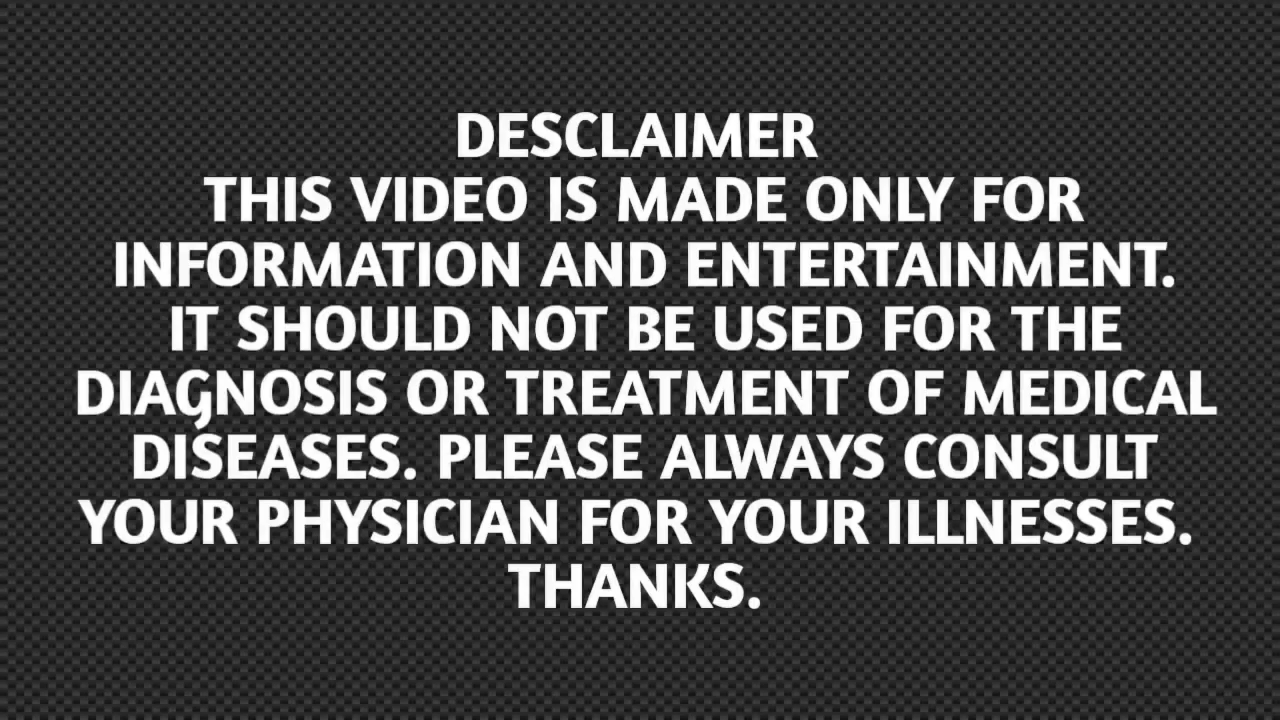 DESCLAIMER
THIS VIDEO IS MADE ONLY FOR
INFORMATION AND ENTERTAINMENT.
IT SHOULD NOT BE USED FOR THE
DIAGNOSIS OR TREATMENT OF MEDICAL
DISEASES. PLEASE ALWAYS CONSULT
YOUR PHYSICIAN FOR YOUR ILLNESSES.
THANKS.